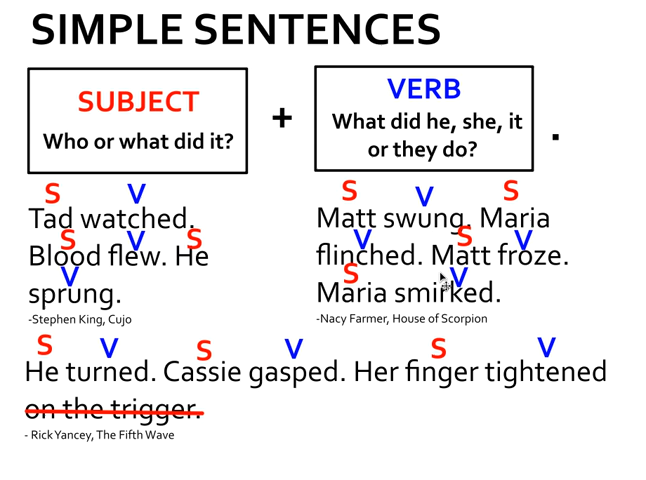 SIMPLE SENTENCES
SUBJECT
Who or what did it?
+
VERB
What did he, she, it
or they do?
.
S V
Tad watched.
S V S
Blood flew. He
V
sprung.
-Stephen King, Cujo
S V S
Matt swung. Maria
V S V
flinched. Matt froze.
S V
Maria smirked.
-Nacy Farmer, House of Scorpion
S V S V S V
He turned. Cassie gasped. Her finger tightened
on the trigger.
- Rick Yancey, The Fifth Wave